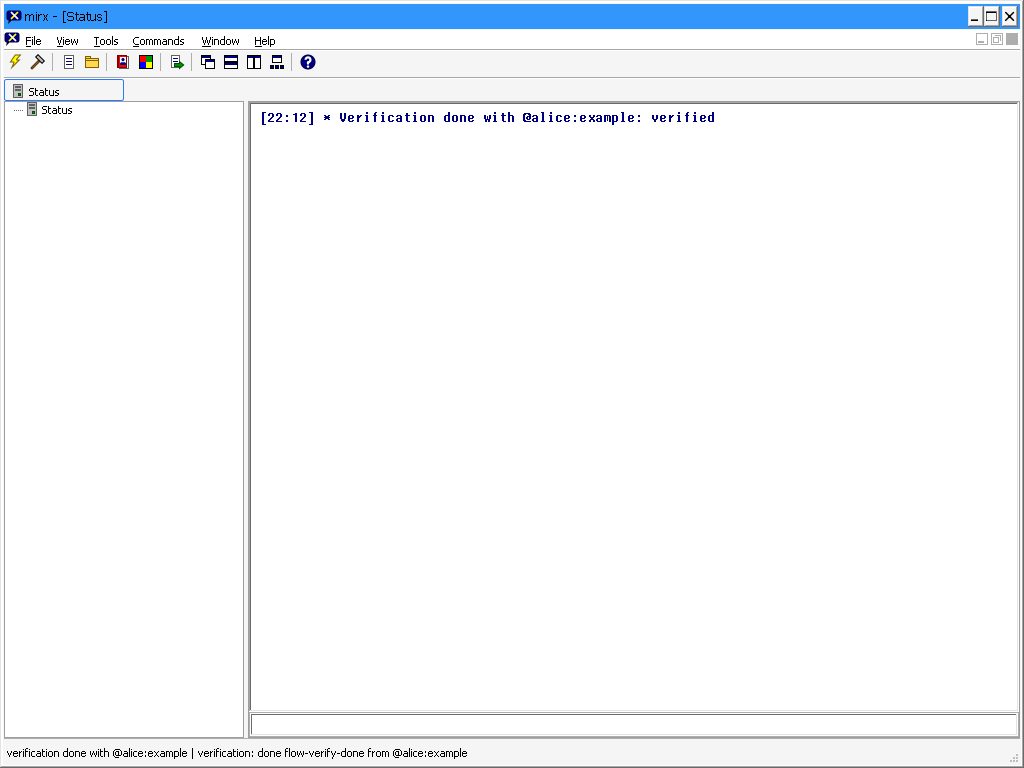 mirx - [Status]
File View Tools Commands Window Help
Status
Status
[22:12] * Verification done with @alice:example: verified
verification done with @alice:example | verification: done flow-verify-done from @alice:example